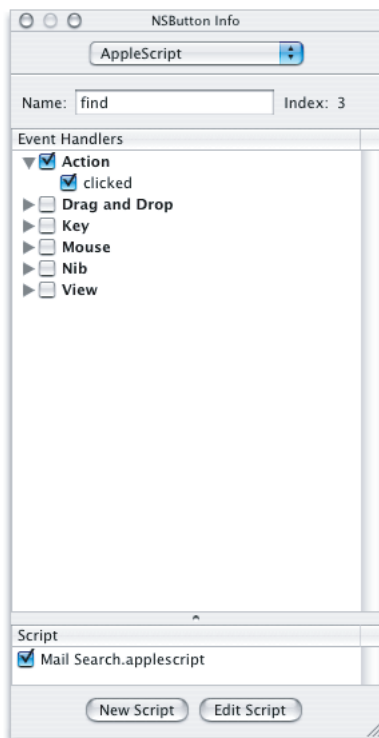 NSButton Info
AppleScript
Name: find Index: 3
Event Handlers
Action
clicked
Drag and Drop
Key
Mouse
Nib
View
Script
Mail Search.applescript
New Script Edit Script